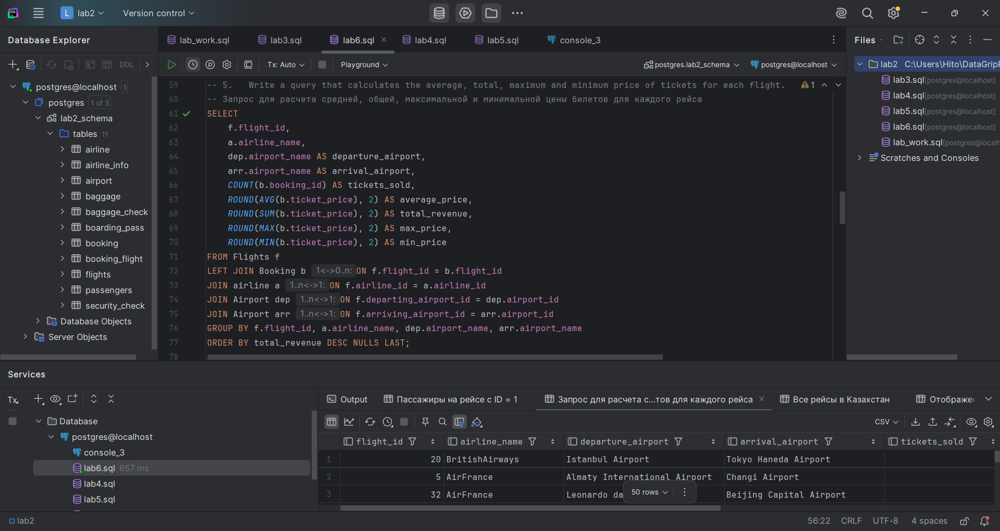 L lab2 Version control
Database Explorer
DDL
postgres@localhost 1
postgres 1 of 3
lab2_schema
tables 11
airline
airline_info
airport
baggage
baggage_check
boarding_pass
booking
booking_flight
flights
passengers
security_check
Database Objects
Server Objects
lab_work.sql lab3.sql lab6.sql lab4.sql lab5.sql console_3
Tx: Auto Playground postgres.lab2_schema postgres@localhost
59 -- 5. Write a query that calculates the average, total, maximum and minimum price of tickets for each flight. 1
60 -- Запрос для расчета средней, общей, максимальной и минимальной цены билетов для каждого рейса
61 SELECT
62 f.flight_id,
63 a.airline_name,
64 dep.airport_name AS departure_airport,
65 arr.airport_name AS arrival_airport,
66 COUNT(b.booking_id) AS tickets_sold,
67 ROUND(AVG(b.ticket_price), 2) AS average_price,
68 ROUND(SUM(b.ticket_price), 2) AS total_revenue,
69 ROUND(MAX(b.ticket_price), 2) AS max_price,
70 ROUND(MIN(b.ticket_price), 2) AS min_price
71 FROM Flights f
72 LEFT JOIN Booking b 1<->0..n: ON f.flight_id = b.flight_id
73 JOIN airline a 1..n<->1: ON f.airline_id = a.airline_id
74 JOIN Airport dep 1..n<->1: ON f.departing_airport_id = dep.airport_id
75 JOIN Airport arr 1..n<->1: ON f.arriving_airport_id = arr.airport_id
76 GROUP BY f.flight_id, a.airline_name, dep.airport_name, arr.airport_name
77 ORDER BY total_revenue DESC NULLS LAST;
78
Files
lab2 C:\Users\Hito\DataGripP
lab3.sql [postgres@localhost]
lab4.sql [postgres@localhost]
lab5.sql [postgres@localhost]
lab6.sql [postgres@localhost]
lab_work.sql [postgres@localh
Scratches and Consoles
Services
Tx
Database
postgres@localhost
console_3
lab6.sql 657 ms
lab4.sql
lab5.sql
Output Пассажиры на рейсе с ID = 1 Запрос для расчета с...тов для каждого рейса Все рейсы в Казахстан Отображе
CSV
flight_id airline_name departure_airport arrival_airport tickets_sold
1 20 BritishAirways Istanbul Airport Tokyo Haneda Airport
2 5 AirFrance Almaty International Airport Changi Airport
3 32 AirFrance Leonardo da Beijing Capital Airport
50 rows
lab2 56:22 CRLF UTF-8 4 spaces